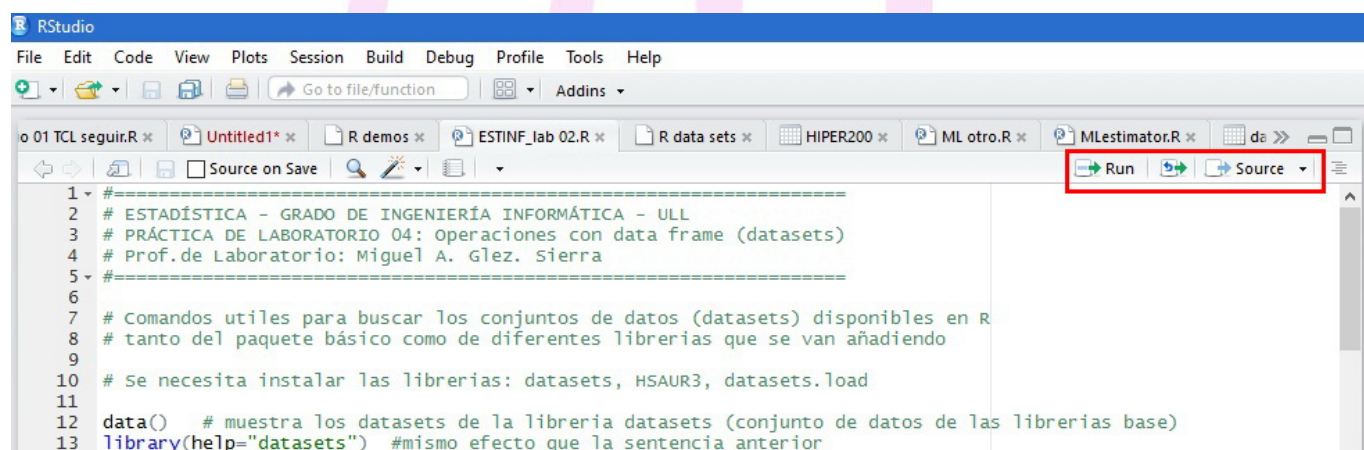 RStudio
File Edit Code View Plots Session Build Debug Profile Tools Help
Go to file/function Addins
io 01 TCL seguir.R Untitled1* R demos ESTINF_lab 02.R R data sets HIPER200 ML otro.R MLestimator.R da
Source on Save Run Source
1 #==================================================================
2 # ESTADÍSTICA - GRADO DE INGENIERÍA INFORMÁTICA - ULL
3 # PRÁCTICA DE LABORATORIO 04: Operaciones con data frame (datasets)
4 # Prof.de Laboratorio: Miguel A. Glez. Sierra
5 #==================================================================
6
7 # Comandos utiles para buscar los conjuntos de datos (datasets) disponibles en R
8 # tanto del paquete básico como de diferentes librerias que se van añadiendo
9
10 # Se necesita instalar las librerias: datasets, HSAUR3, datasets.load
11
12 data() # muestra los datasets de la libreria datasets (conjunto de datos de las librerias base)
13 library(help="datasets") #mismo efecto que la sentencia anterior